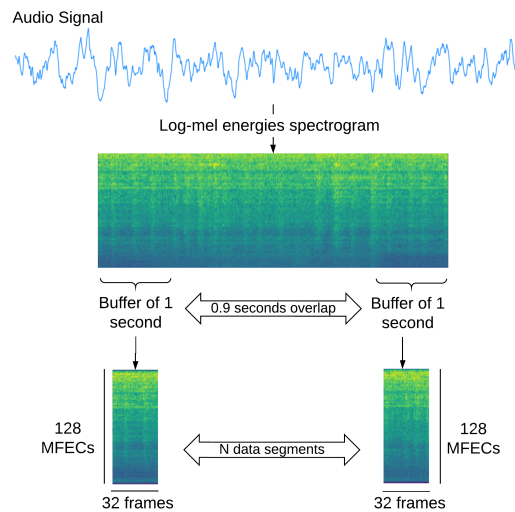 Audio Signal
Log-mel energies spectrogram
Buffer of 1
second
0.9 seconds overlap
Buffer of 1
second
128
MFECs
N data segments
128
MFECs
32 frames
32 frames